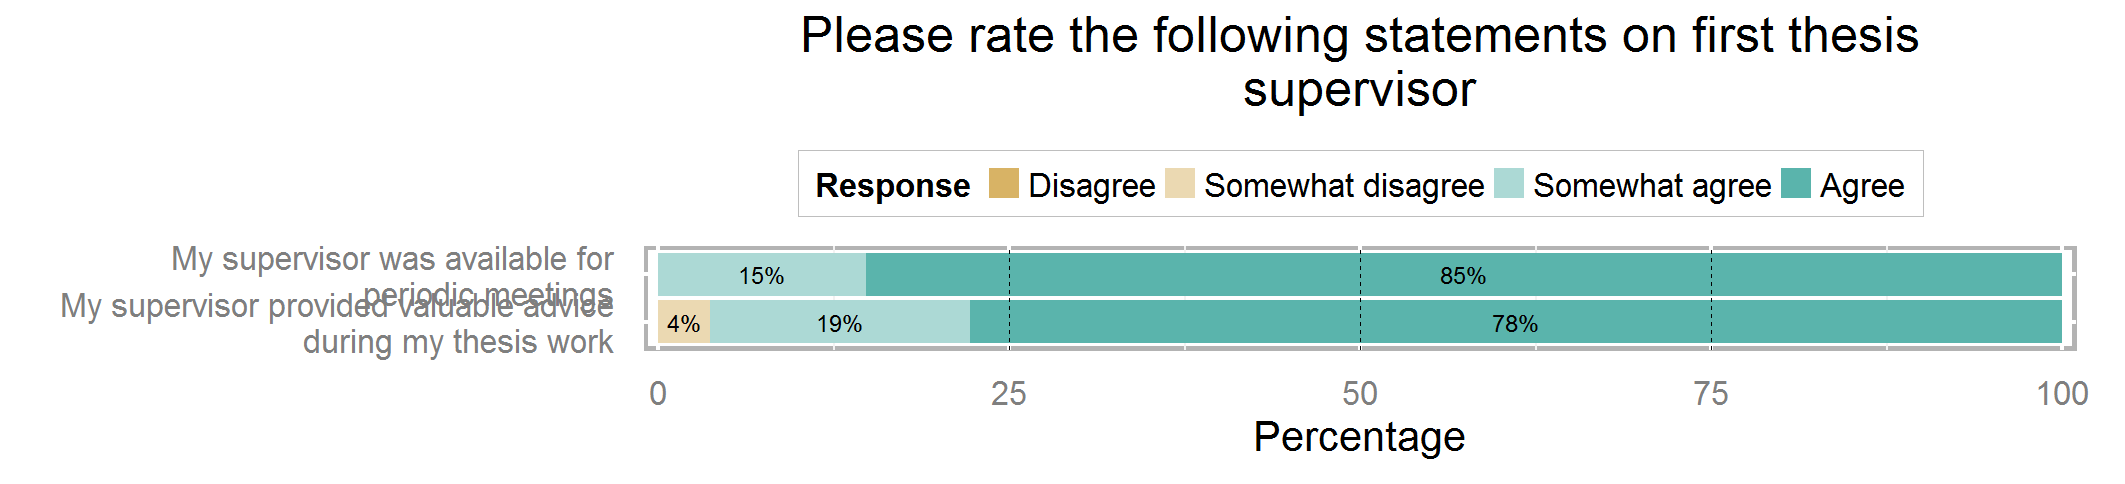 Please rate the following statements on first thesis
supervisor
Response Disagree Somewhat disagree Somewhat agree Agree
My supervisor was available for
periodic meetings
15% 85%
My supervisor provided valuable advice
during my thesis work
4% 19% 78%
0 25 50 75 100
Percentage